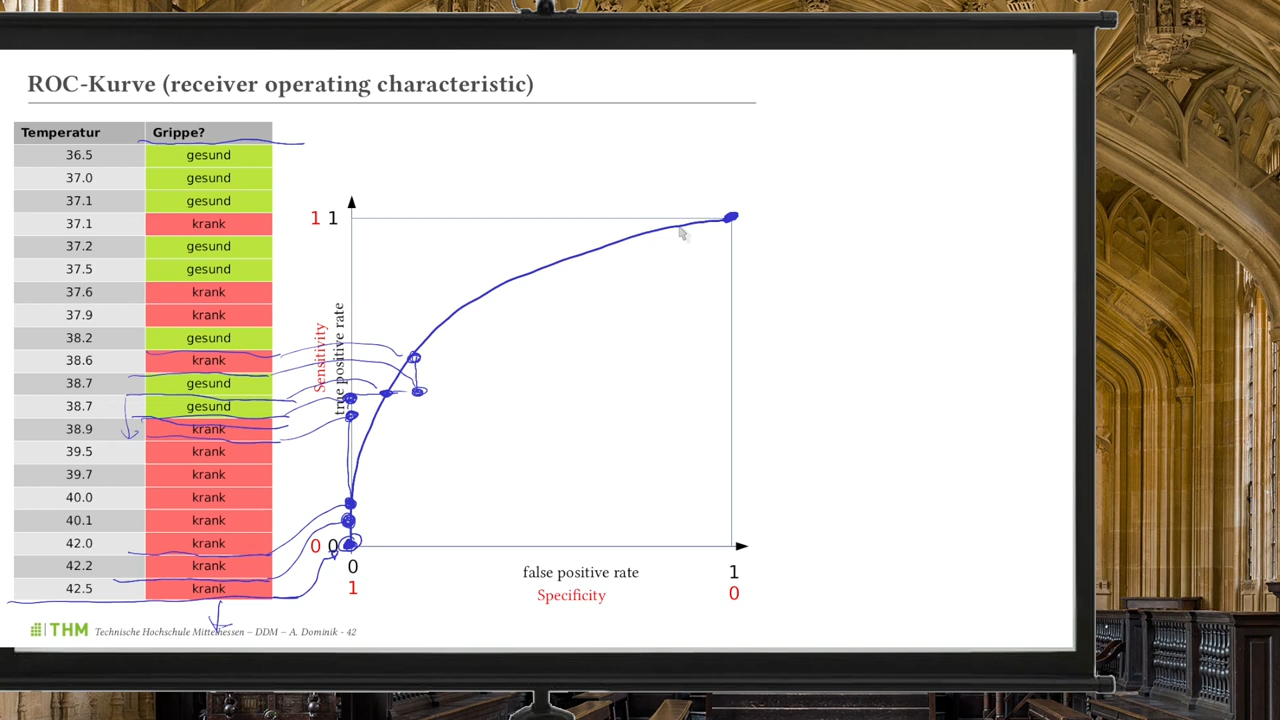 ROC-Kurve (receiver operating characteristic)
Temperatur Grippe?
36.5 gesund
37.0 gesund
37.1 gesund
37.1 krank
37.2 gesund
37.5 gesund
37.6 krank
37.9 krank
38.2 gesund
38.6 krank
38.7 gesund
38.7 gesund
38.9 krank
39.5 krank
39.7 krank
40.0 krank
40.1 krank
42.0 krank
42.2 krank
42.5 krank
1 1
Sensitivity
true positive rate
0 0
0 false positive rate 1
1 Specificity 0
THM Technische Hochschule Mittelhessen – DDM – A. Dominik - 42